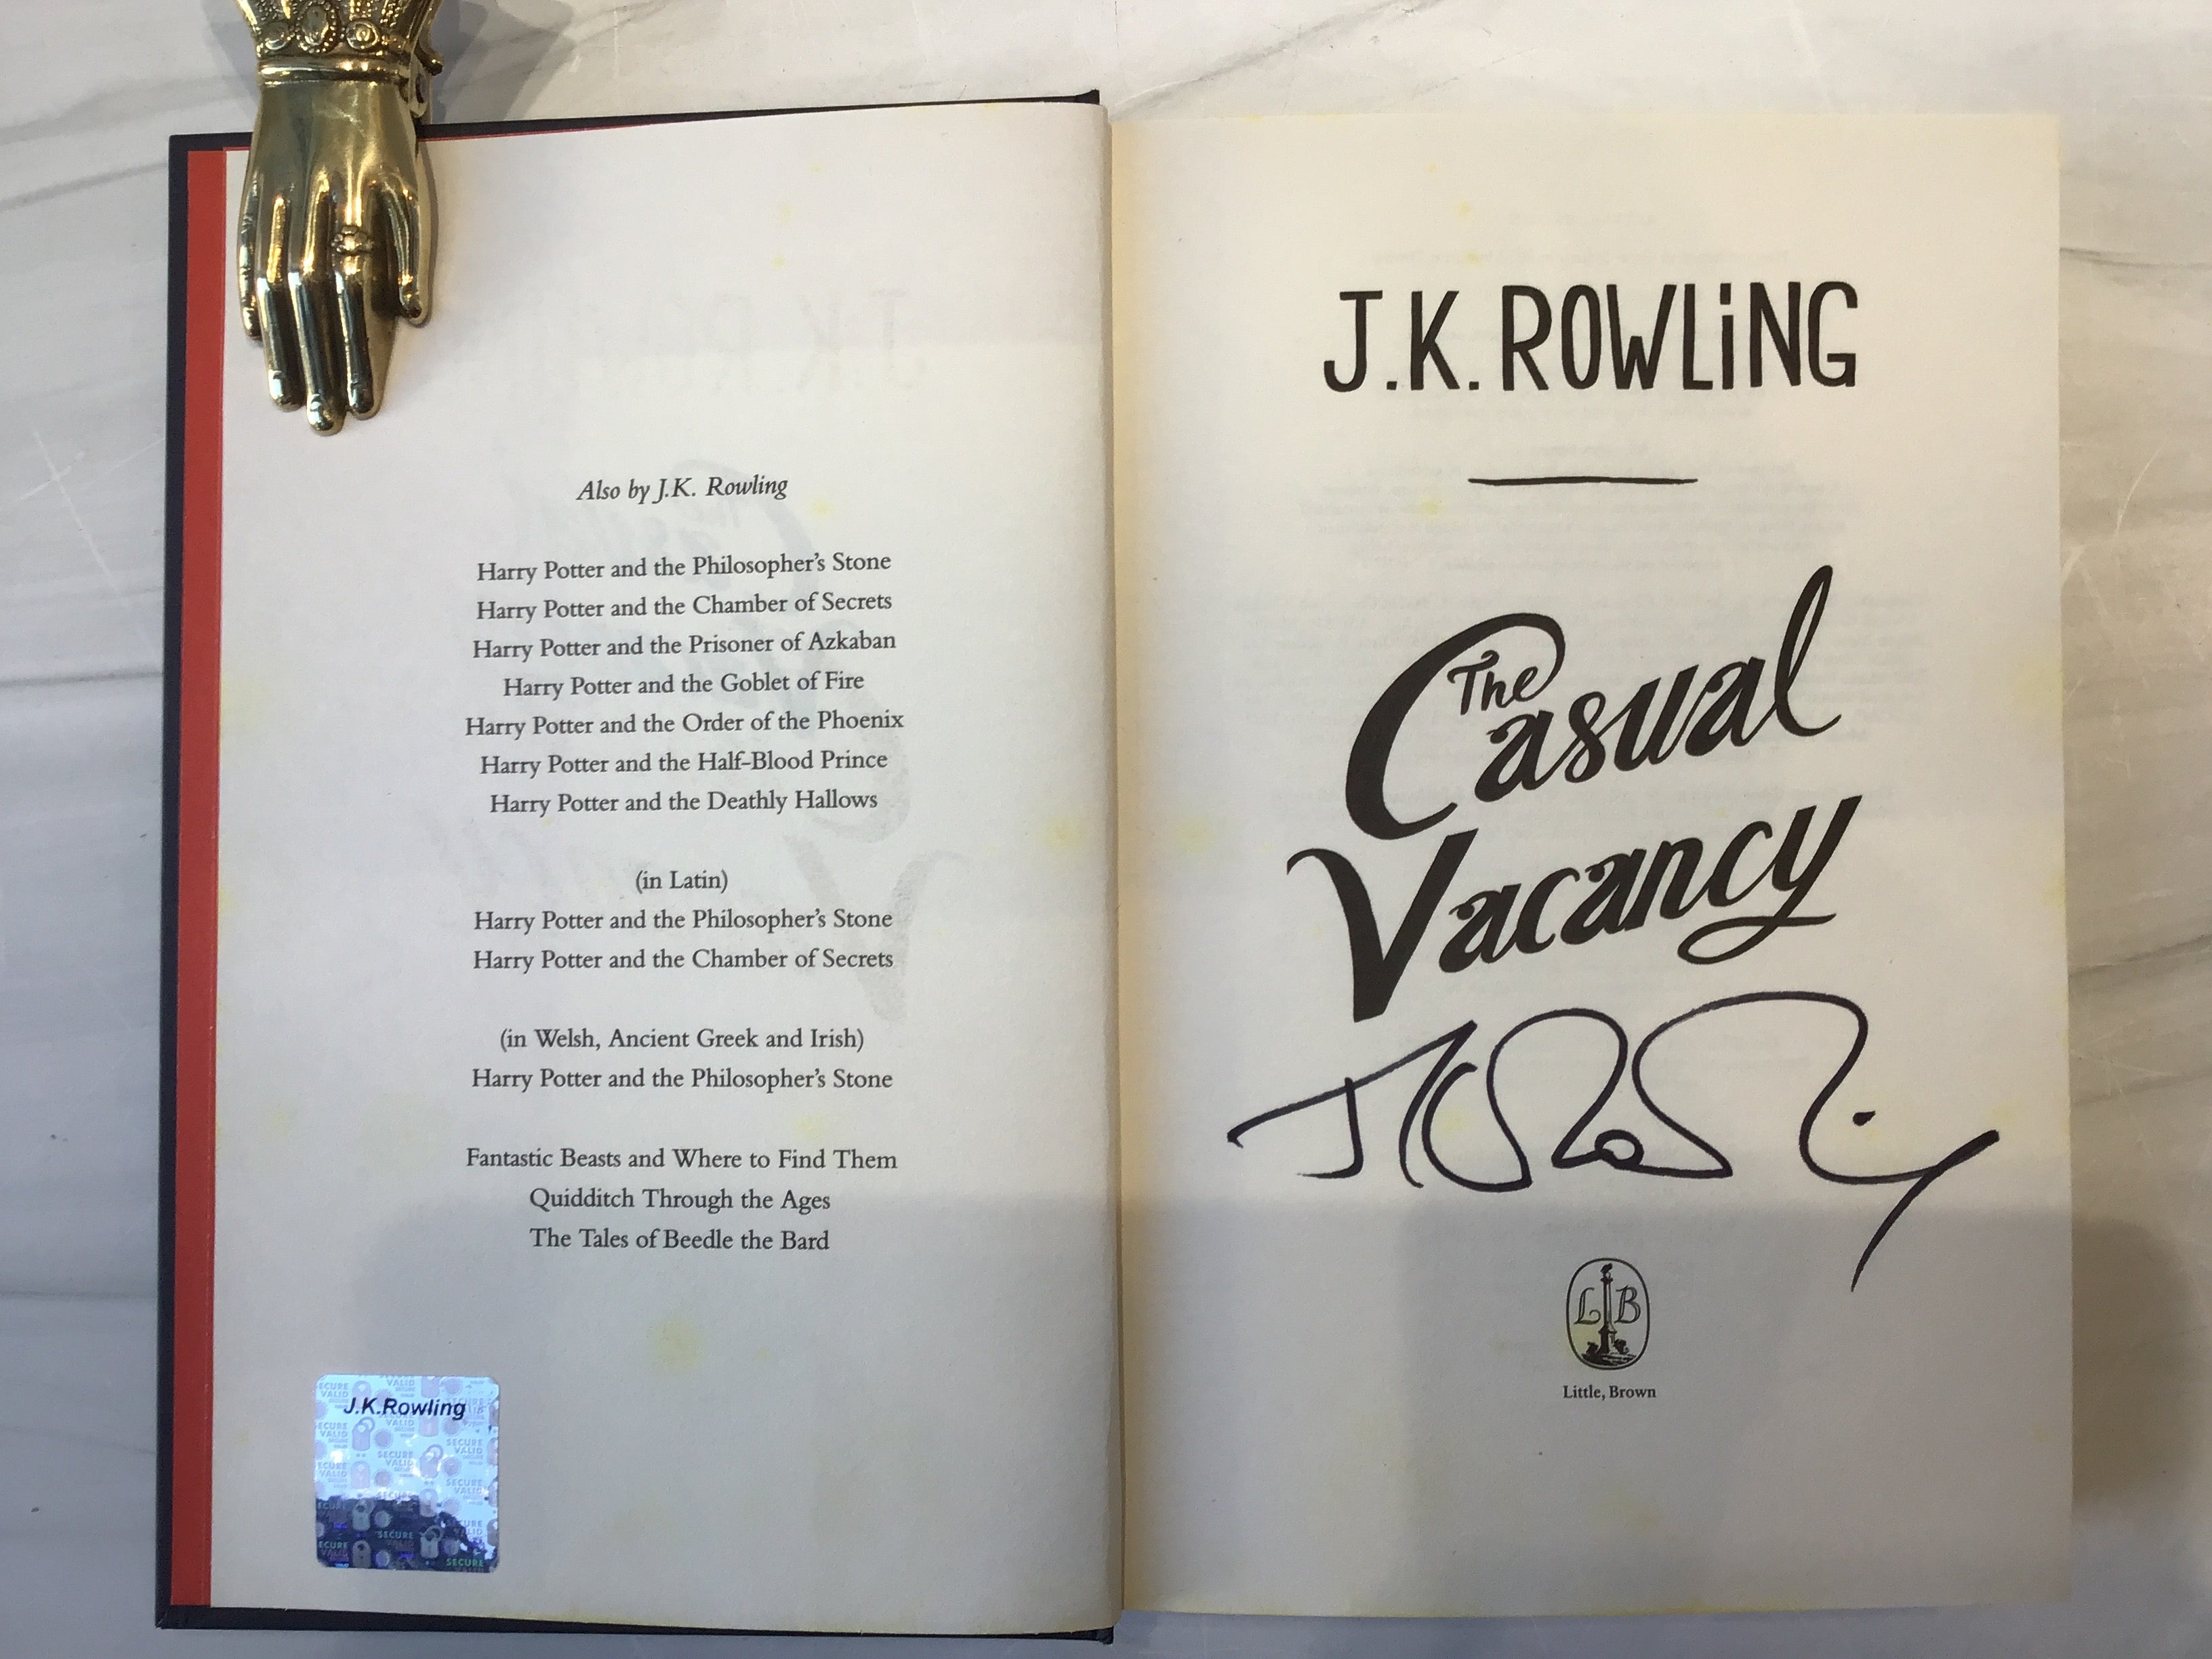 Also by J.K. Rowling
Harry Potter and the Philosopher's Stone
Harry Potter and the Chamber of Secrets
Harry Potter and the Prisoner of Azkaban
Harry Potter and the Goblet of Fire
Harry Potter and the Order of the Phoenix
Harry Potter and the Half-Blood Prince
Harry Potter and the Deathly Hallows
(in Latin)
Harry Potter and the Philosopher's Stone
Harry Potter and the Chamber of Secrets
(in Welsh, Ancient Greek and Irish)
Harry Potter and the Philosopher's Stone
Fantastic Beasts and Where to Find Them
Quidditch Through the Ages
The Tales of Beedle the Bard
J.K.Rowling
SECURE
VALID
J.K. ROWLiNG
The Casual
Vacancy
JK Rowling
L B
Little, Brown